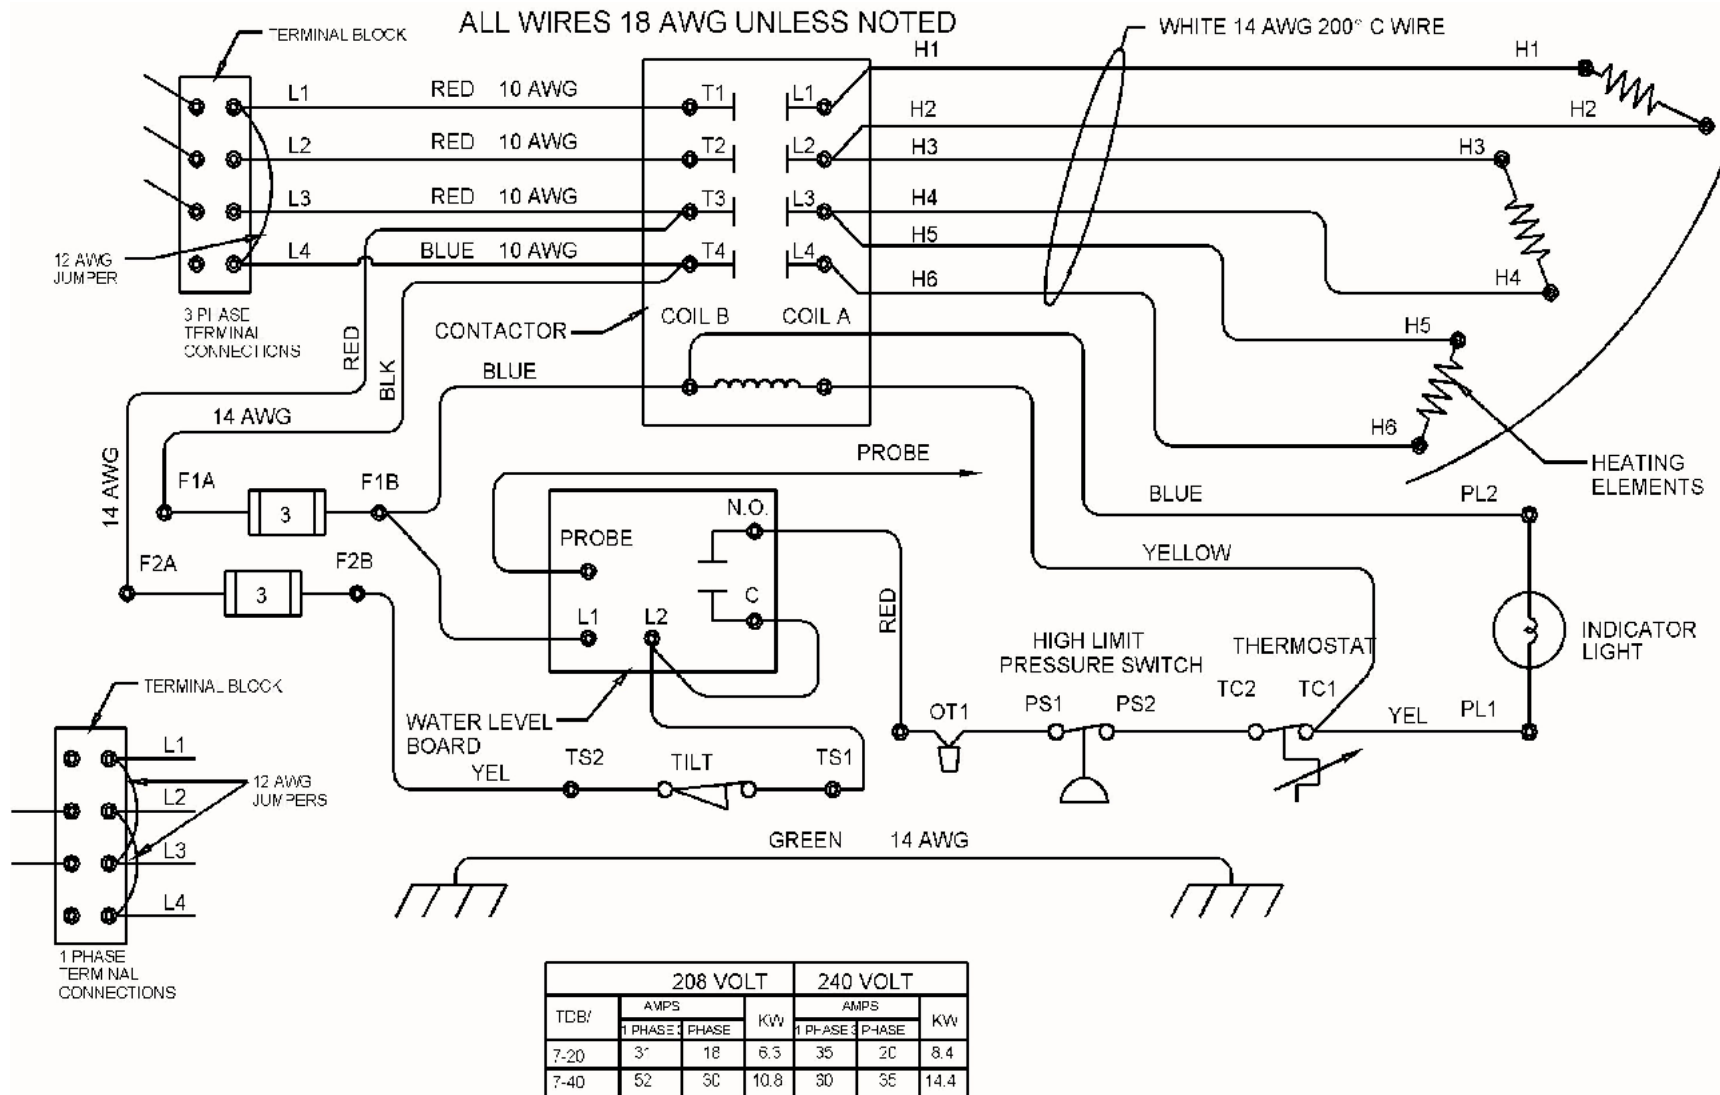 ALL WIRES 18 AWG UNLESS NOTED
TERMINAL BLOCK
WHITE 14 AWG 200° C WIRE
L1 RED 10 AWG T1 L1 H1 H1
H2 H2
L2 RED 10 AWG T2 L2 H3 H3
L3 RED 10 AWG T3 L3 H4
H5
L4 BLUE 10 AWG T4 L4
H6 H4
12 AWG
JUMPER
3 PHASE
TERMINAL
CONNECTIONS
CONTACTOR
COIL B COIL A
RED
BLK
BLUE
H5
H6
14 AWG
14 AWG
PROBE
HEATING
ELEMENTS
F1A 3 F1B
N.O.
PROBE
BLUE
PL2
YELLOW
F2A 3 F2B
C
L1 L2
RED
HIGH LIMIT
PRESSURE SWITCH
THERMOSTAT
INDICATOR
LIGHT
TERMINAL BLOCK
WATER LEVEL
BOARD
OT1 PS1 PS2 TC2 TC1
YEL PL1
YEL TS2 TILT TS1
L1
L2
L3
L4
12 AWG
JUMPERS
GREEN 14 AWG
1 PHASE
TERMINAL
CONNECTIONS
208 VOLT 240 VOLT
AMPS KW AMPS KW
1 PHASE 3 PHASE 1 PHASE 3 PHASE
7-20 31 18 6.3 35 20 8.4
7-40 52 30 10.8 35 14.4